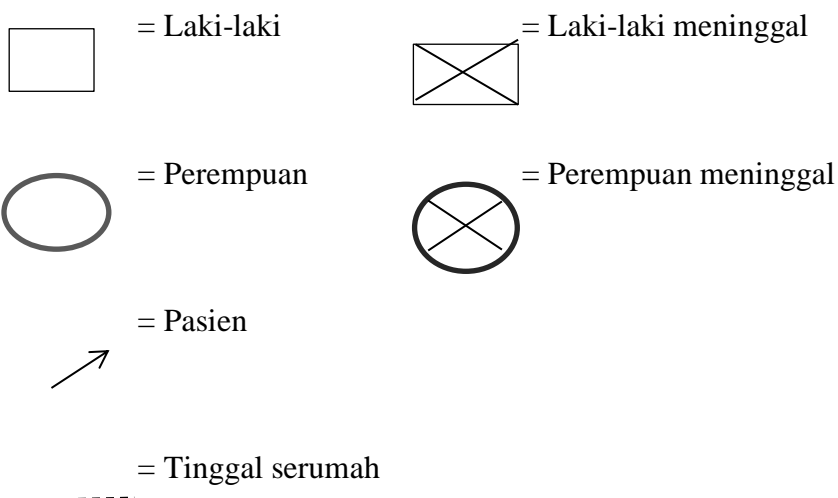 = Laki-laki
= Laki-laki meninggal
= Perempuan
= Perempuan meninggal
= Pasien
= Tinggal serumah